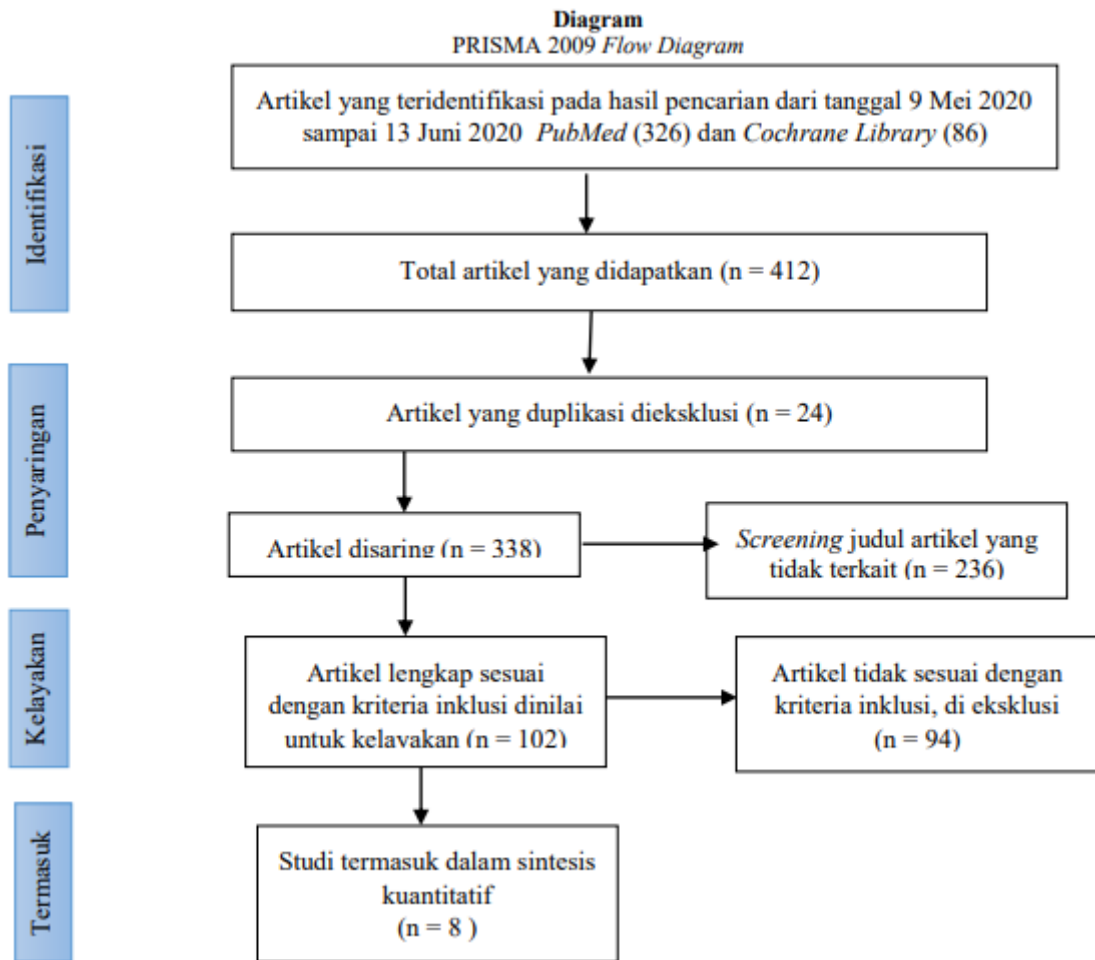 Diagram
PRISMA 2009 Flow Diagram
Identifikasi
Artikel yang teridentifikasi pada hasil pencarian dari tanggal 9 Mei 2020
sampai 13 Juni 2020 PubMed (326) dan Cochrane Library (86)
Total artikel yang didapatkan (n = 412)
Penyaringan
Artikel yang duplikasi dieksklusi (n = 24)
Artikel disaring (n = 338)
Screening judul artikel yang
tidak terkait (n = 236)
Kelayakan
Artikel lengkap sesuai
dengan kriteria inklusi dinilai
untuk kelayakan (n = 102)
Artikel tidak sesuai dengan
kriteria inklusi, di eksklusi
(n = 94)
Termasuk
Studi termasuk dalam sintesis
kuantitatif
(n = 8 )